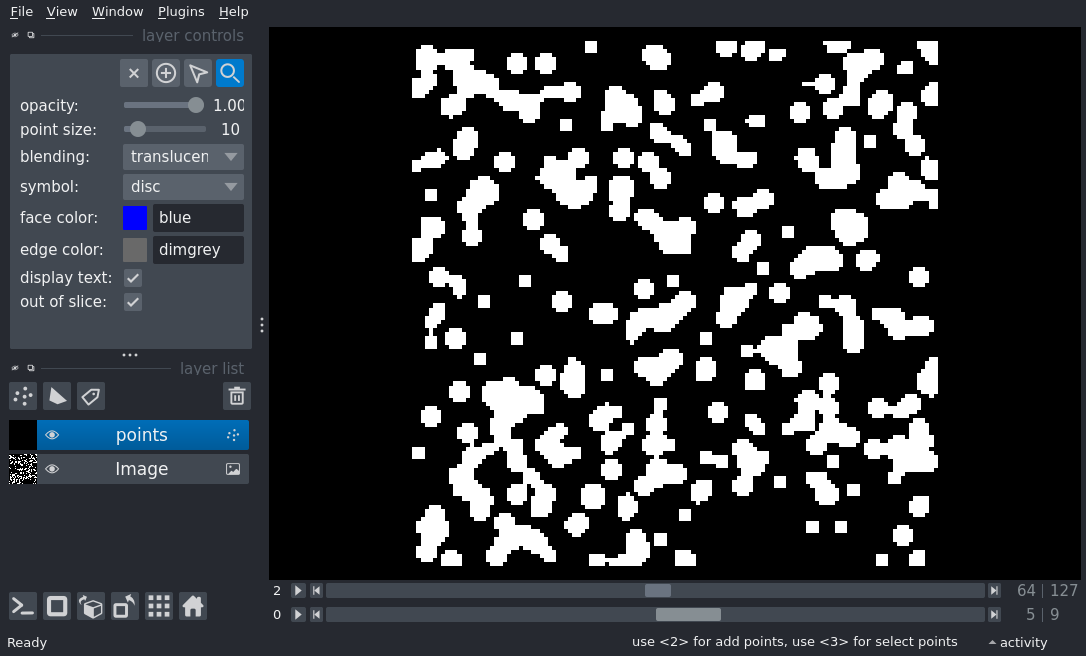 File View Window Plugins Help
layer controls
opacity: 1.00
point size: 10
blending: translucen
symbol: disc
face color: blue
edge color: dimgrey
display text:
out of slice:
layer list
points
Image
2 64 127
0 5 9
Ready use <2> for add points, use <3> for select points activity